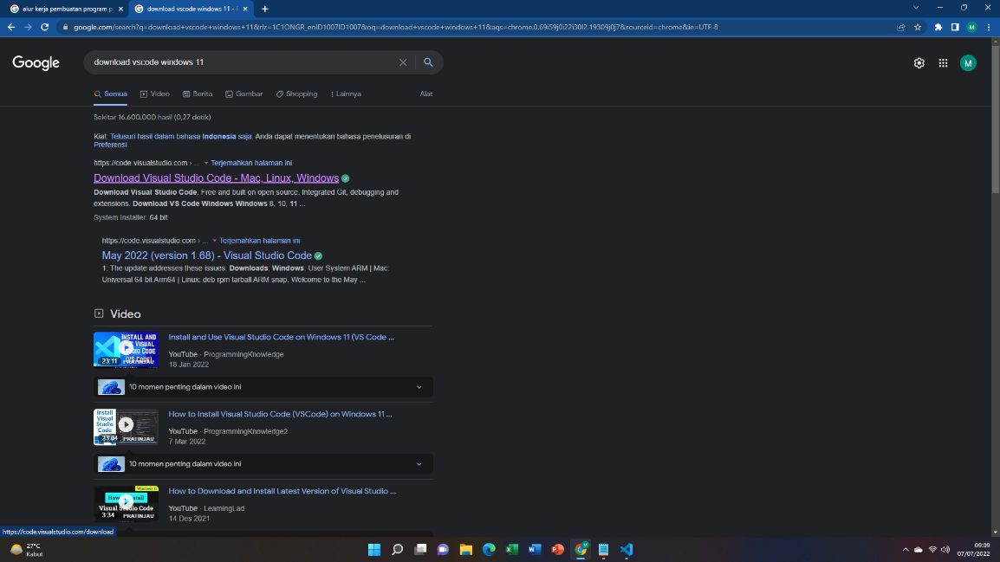 alur kerja pembuatan program p
download vscode windows 11 - 
google.com/search?q=download+vscode+windows+11&rlz=1C1ONGR_enID1007ID1007&oq=download+vscode+windows+11&aqs=chrome.0.69i59j0i22i30l2.19309j0j7&sourceid=chrome&ie=UTF-8
M
Google
download vscode windows 11
M
Semua
Video
Berita
Gambar
Shopping
Lainnya
Alat
Sekitar 16.600.000 hasil (0,27 detik)
Kiat: Telusuri hasil dalam bahasa Indonesia saja. Anda dapat menentukan bahasa penelusuran di
Preferensi
https://code.visualstudio.com › ... Terjemahkan halaman ini
Download Visual Studio Code - Mac, Linux, Windows
Download Visual Studio Code. Free and built on open source. Integrated Git, debugging and
extensions. Download VS Code Windows Windows 8, 10, 11 ...
System Installer: 64 bit
https://code.visualstudio.com › ... Terjemahkan halaman ini
May 2022 (version 1.68) - Visual Studio Code
1: The update addresses these issues. Downloads: Windows: User System ARM | Mac:
Universal 64 bit Arm64 | Linux: deb rpm tarball ARM snap. Welcome to the May ...
Video
INSTALL AND
USE VISUAL
STUDIO CODE
(VS CODE)
23:11
PRATINJAU
Install and Use Visual Studio Code on Windows 11 (VS Code ...
YouTube · ProgrammingKnowledge
18 Jan 2022
10 momen penting dalam video ini
Install
Visual
Studio
Code
23:04
PRATINJAU
How to Install Visual Studio Code (VSCode) on Windows 11 ...
YouTube · ProgrammingKnowledge2
7 Mar 2022
10 momen penting dalam video ini
Windows 11
How to Install
Visual Studio Code
3:34
PRATINJAU
How to Download and Install Latest Version of Visual Studio ...
YouTube · LearningLad
14 Des 2021
https://code.visualstudio.com/download
27°C
Kabut
M
09:09
07/07/2022